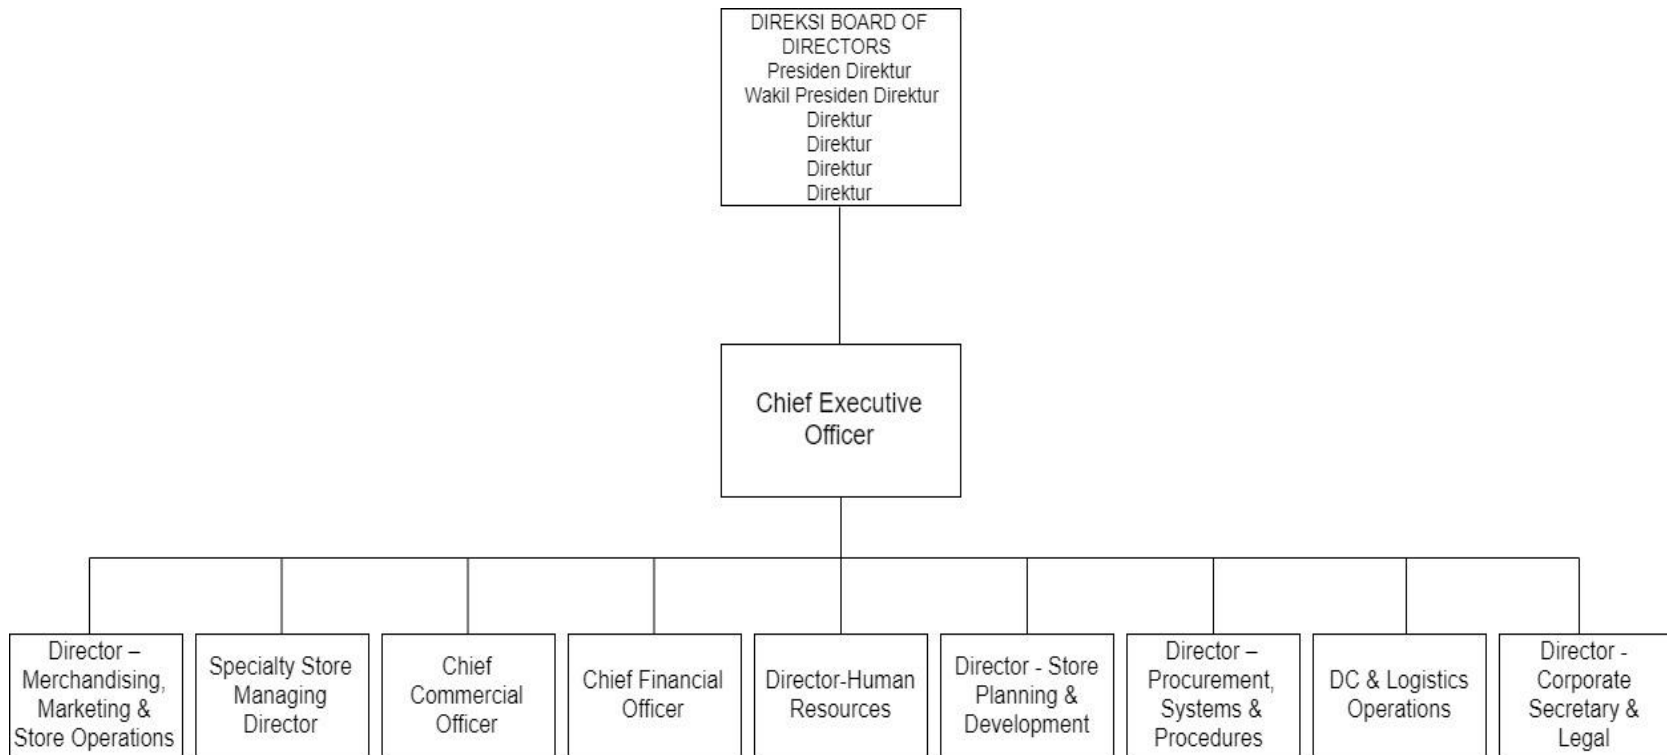 DIREKSI BOARD OF
DIRECTORS
Presiden Direktur
Wakil Presiden Direktur
Direktur
Direktur
Direktur
Direktur
Chief Executive
Officer
Director –
Merchandising,
Marketing &
Store Operations
Specialty Store
Managing
Director
Chief
Commercial
Officer
Chief Financial
Officer
Director-Human
Resources
Director - Store
Planning &
Development
Director –
Procurement,
Systems &
Procedures
DC & Logistics
Operations
Director -
Corporate
Secretary &
Legal